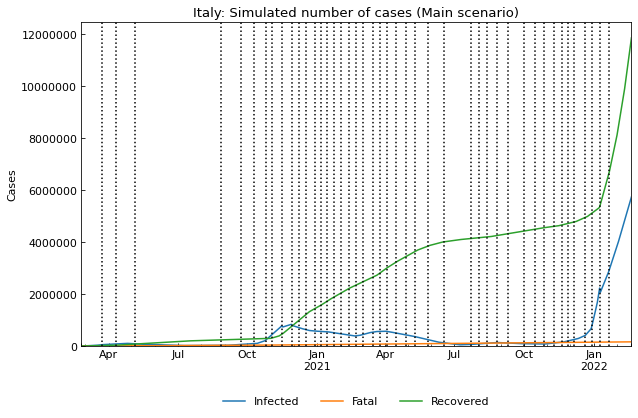 Italy: Simulated number of cases (Main scenario)
12000000
10000000
8000000
6000000
4000000
2000000
0
Cases
Apr Jul Oct Jan Apr Jul Oct Jan
2021 2022
Infected Fatal Recovered